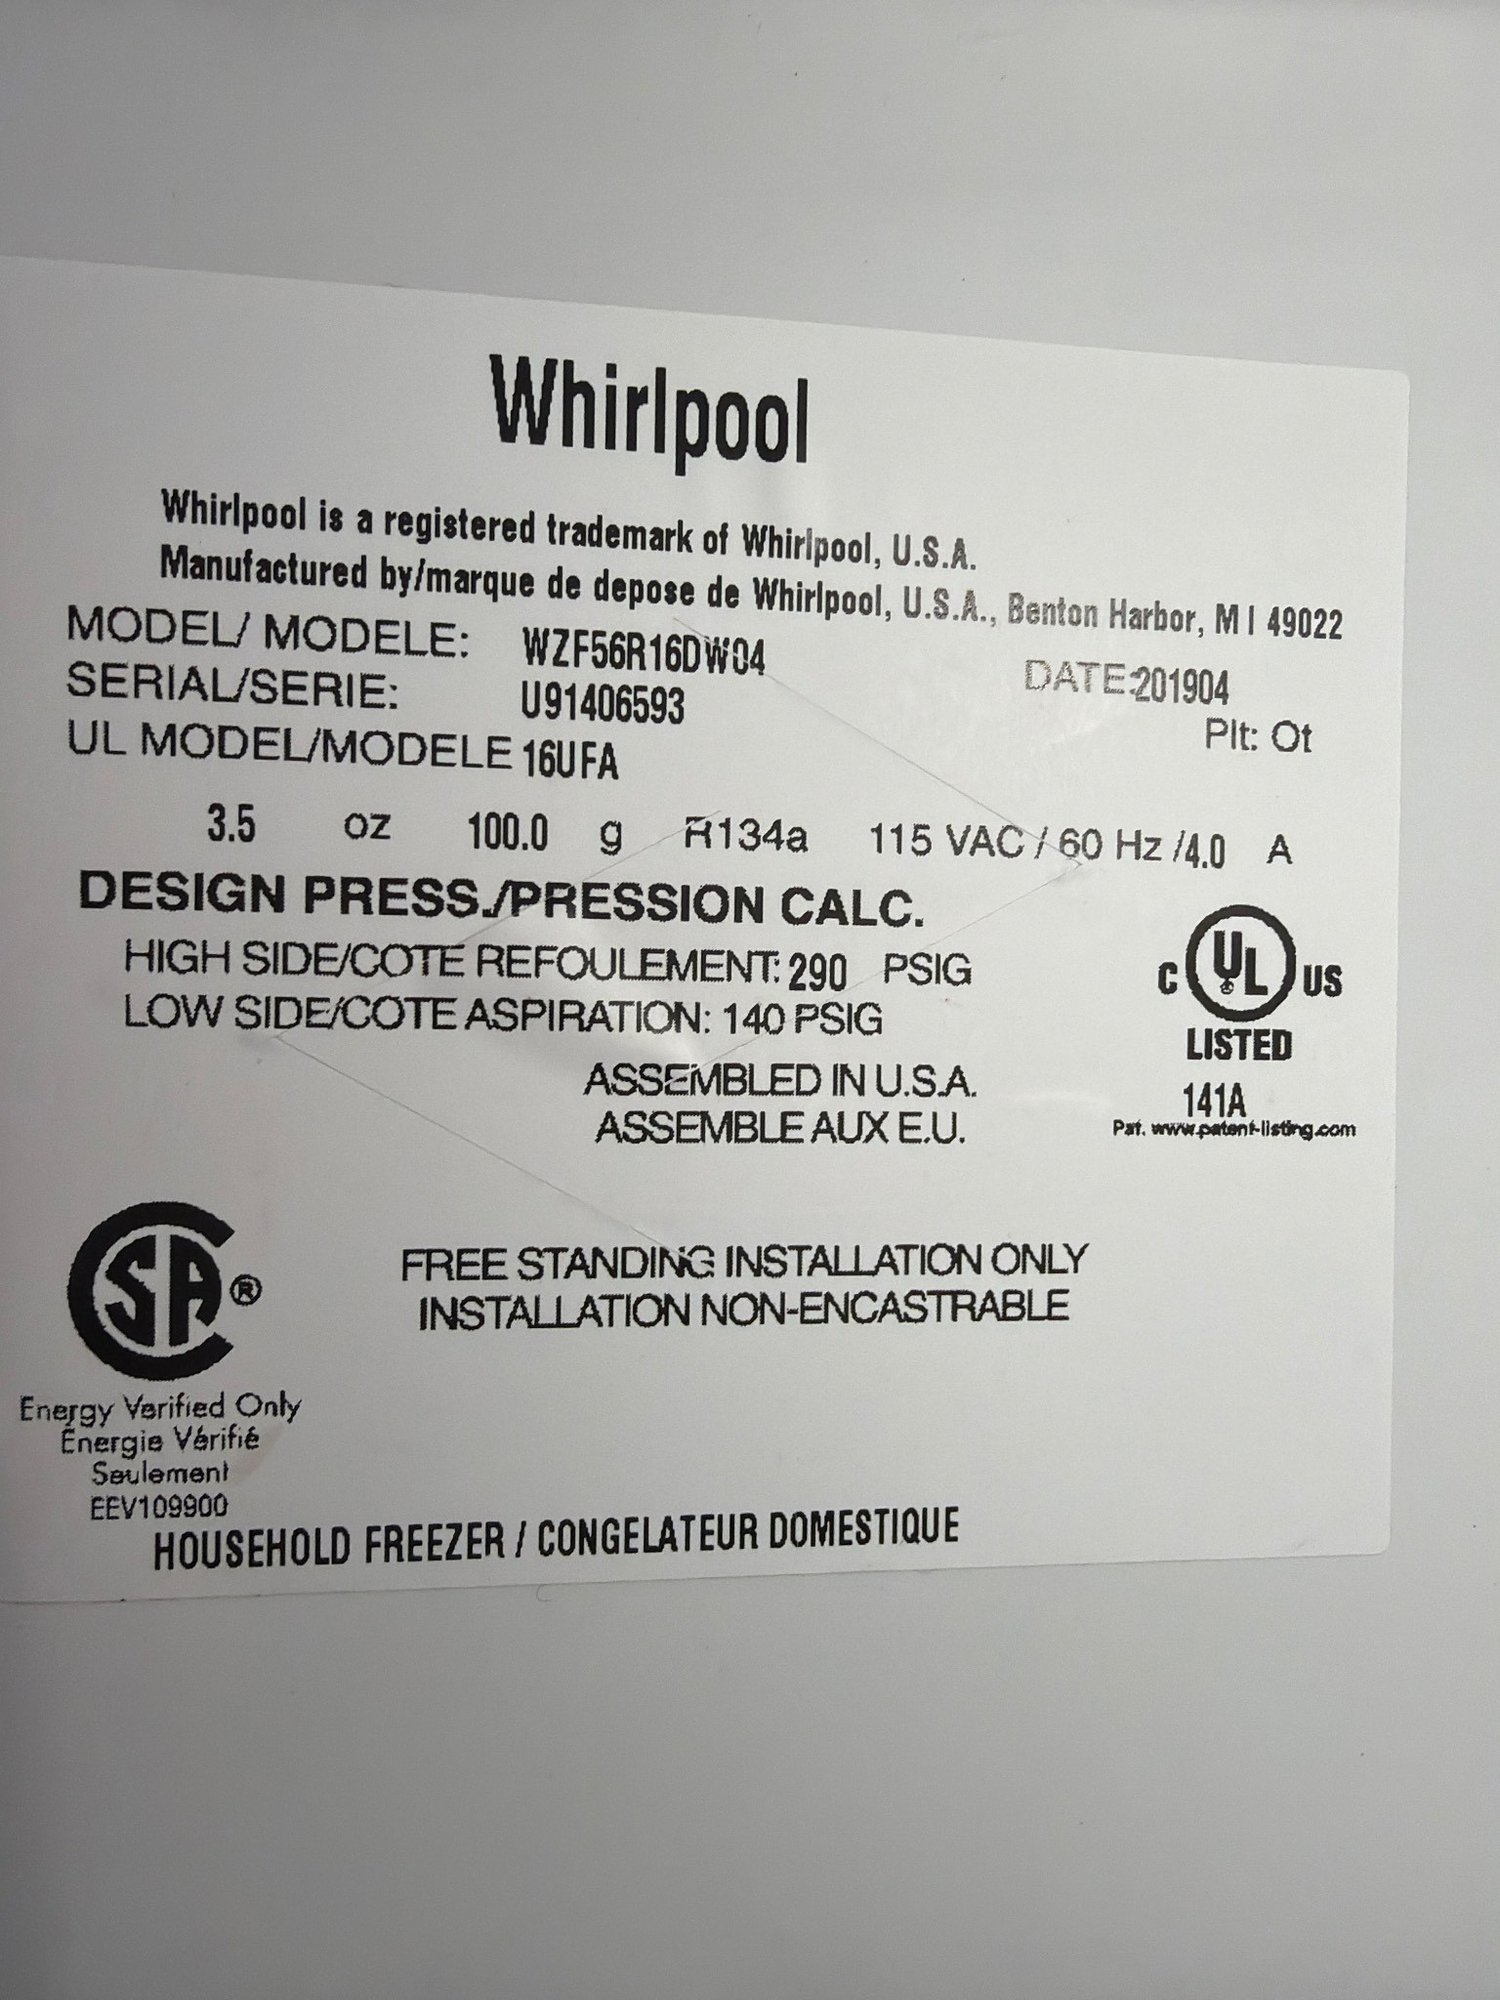 Whirlpool
Whirlpool is a registered trademark of Whirlpool, U.S.A.
Manufactured by/marque de depose de Whirlpool, U.S.A., Benton Harbor, M I 49022
MODEL/ MODELE: WZF56R16DW04 DATE:201904
SERIAL/SERIE: U91406593 Plt: Ot
UL MODEL/MODELE 16UFA
3.5 oz 100.0 g R134a 115 VAC / 60 Hz /4.0 A
DESIGN PRESS./PRESSION CALC.
HIGH SIDE/COTE REFOULEMENT: 290 PSIG
LOW SIDE/COTE ASPIRATION: 140 PSIG
C UL US
LISTED
141A
Pat. www.patent-listing.com
ASSEMBLED IN U.S.A.
ASSEMBLE AUX E.U.
SA®
Energy Verified Only
Énergie Vérifié
Seulement
EEV109900
FREE STANDING INSTALLATION ONLY
INSTALLATION NON-ENCASTRABLE
HOUSEHOLD FREEZER / CONGELATEUR DOMESTIQUE